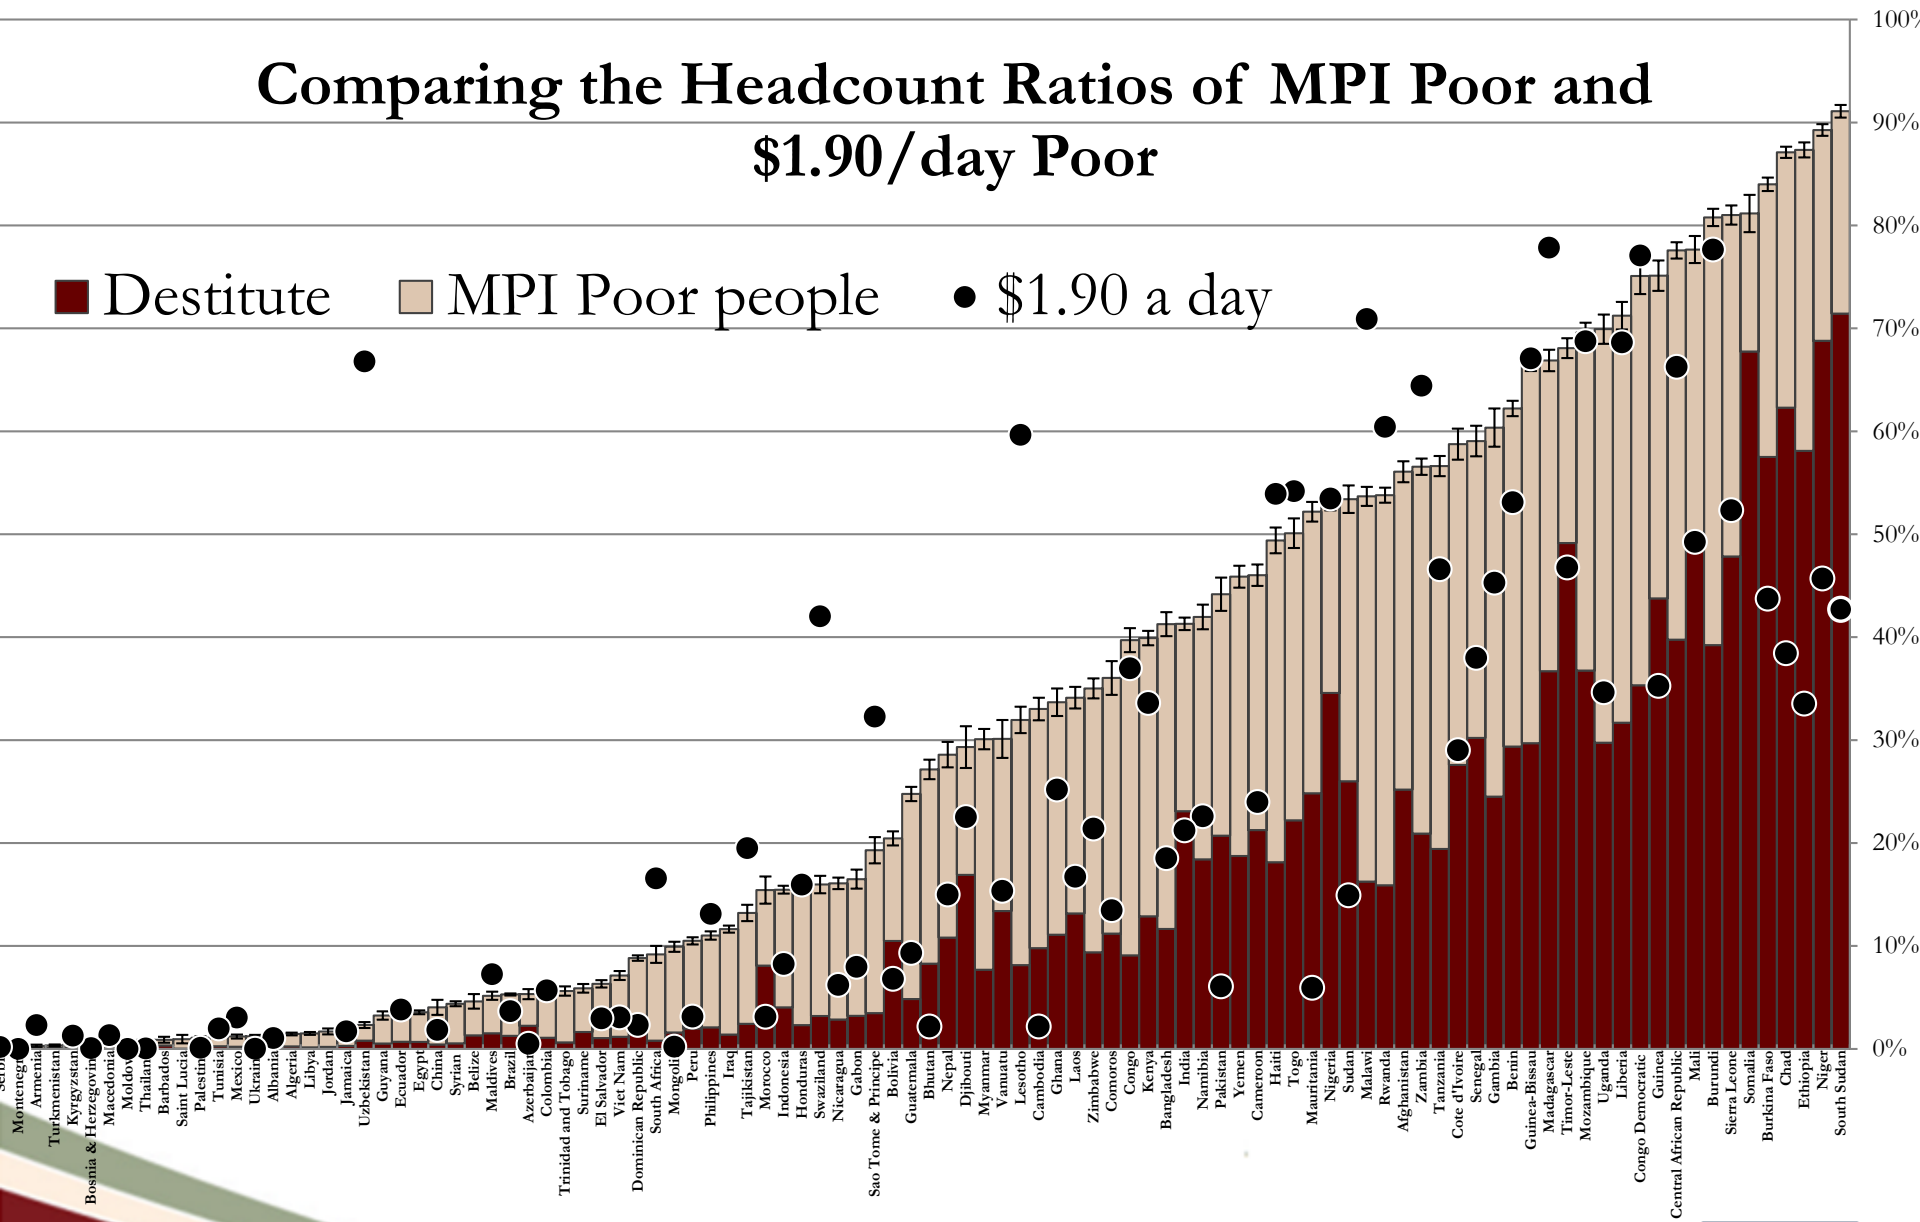 Comparing the Headcount Ratios of MPI Poor and
$1.90/day Poor
Destitute
MPI Poor people
$1.90 a day
100%
90%
80%
70%
60%
50%
40%
30%
20%
10%
0%
Montenegro
Armenia
Turkmenistan
Kyrgyzstan
Bosnia & Herzegovina
Macedonia
Moldova
Thailand
Barbados
Saint Lucia
Palestine
Tunisia
Mexico
Ukraine
Albania
Algeria
Libya
Jordan
Jamaica
Uzbekistan
Guyana
Ecuador
Egypt
China
Syrian
Belize
Maldives
Brazil
Azerbaijan
Colombia
Trinidad and Tobago
Suriname
El Salvador
Viet Nam
Dominican Republic
South Africa
Mongolia
Peru
Philippines
Iraq
Tajikistan
Morocco
Indonesia
Honduras
Swaziland
Nicaragua
Gabon
Sao Tome & Principe
Bolivia
Guatemala
Bhutan
Nepal
Djibouti
Myanmar
Vanuatu
Lesotho
Cambodia
Ghana
Laos
Zimbabwe
Comoros
Congo
Kenya
Bangladesh
India
Namibia
Pakistan
Yemen
Cameroon
Haiti
Togo
Mauritania
Nigeria
Sudan
Malawi
Rwanda
Afghanistan
Zambia
Tanzania
Cote d'Ivoire
Senegal
Gambia
Benin
Guinea-Bissau
Madagascar
Timor-Leste
Mozambique
Uganda
Liberia
Congo Democratic
Guinea
Central African Republic
Mali
Burundi
Sierra Leone
Somalia
Burkina Faso
Chad
Ethiopia
Niger
South Sudan